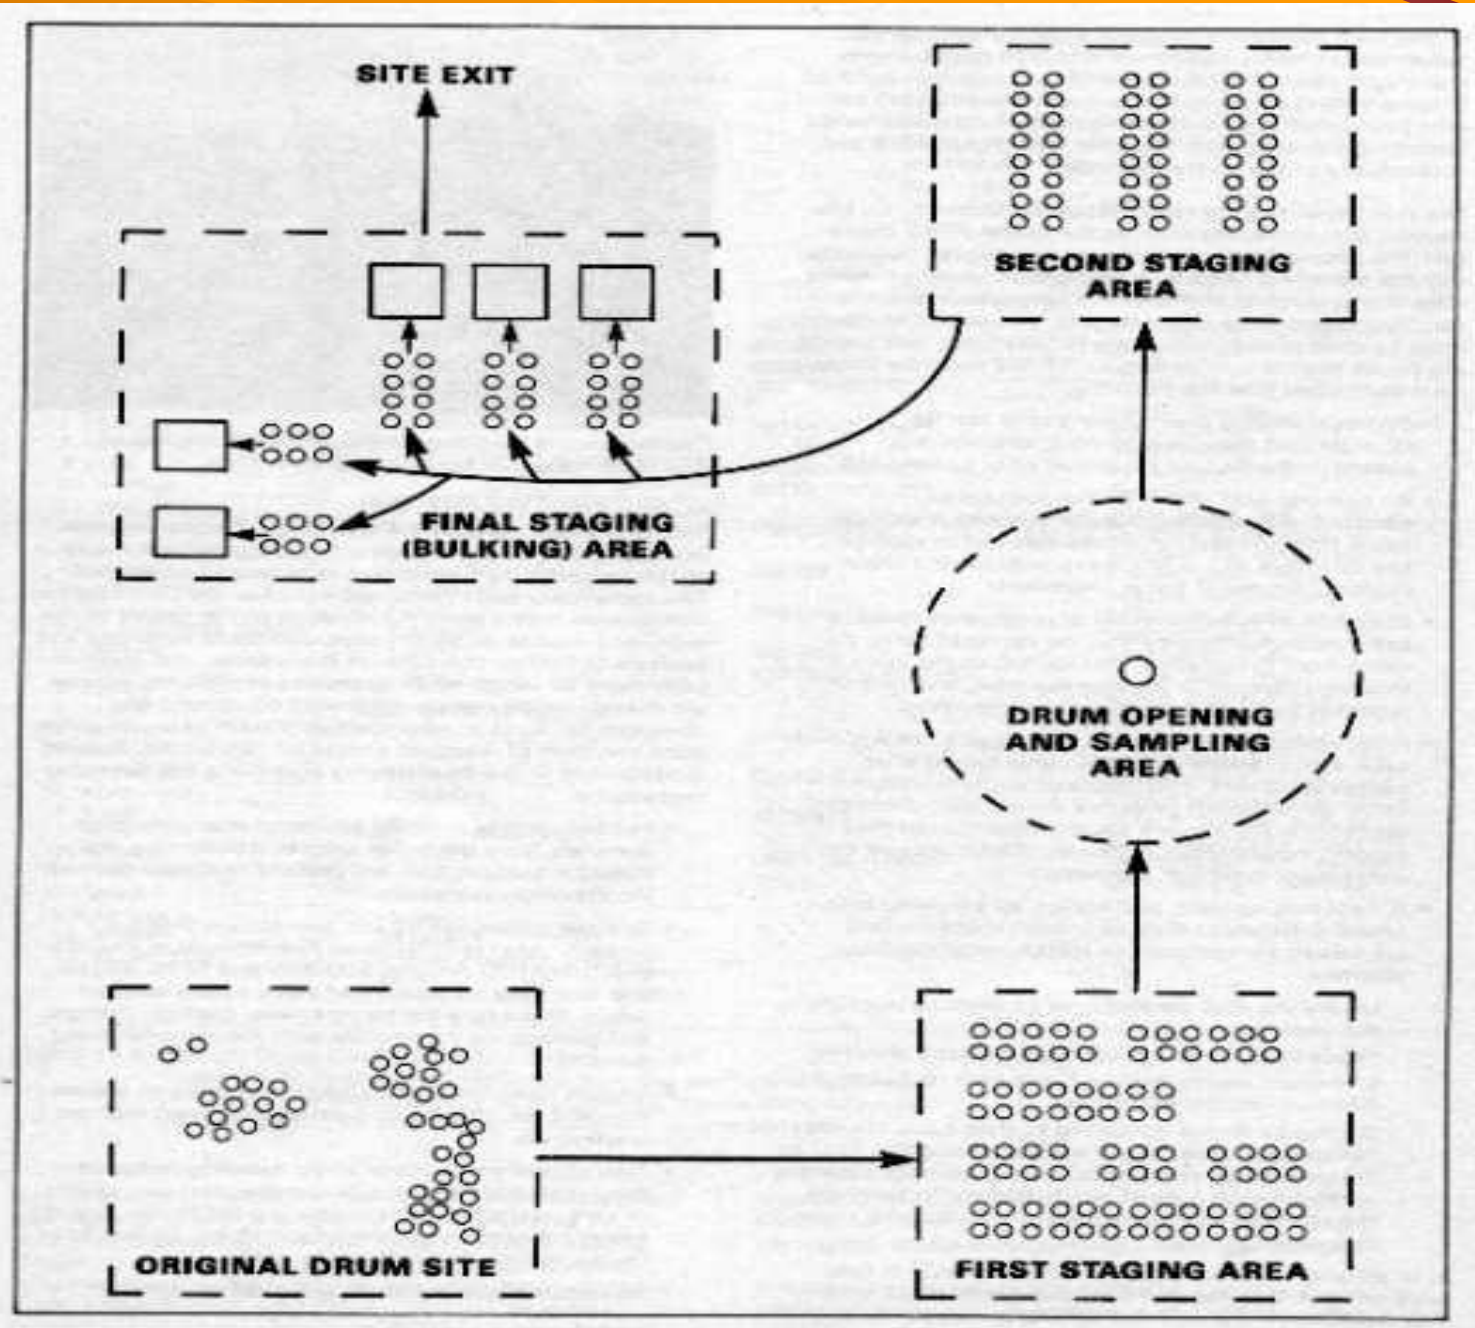 SITE EXIT
SECOND STAGING
AREA
FINAL STAGING
(BULKING) AREA
DRUM OPENING
AND SAMPLING
AREA
ORIGINAL DRUM SITE
FIRST STAGING AREA